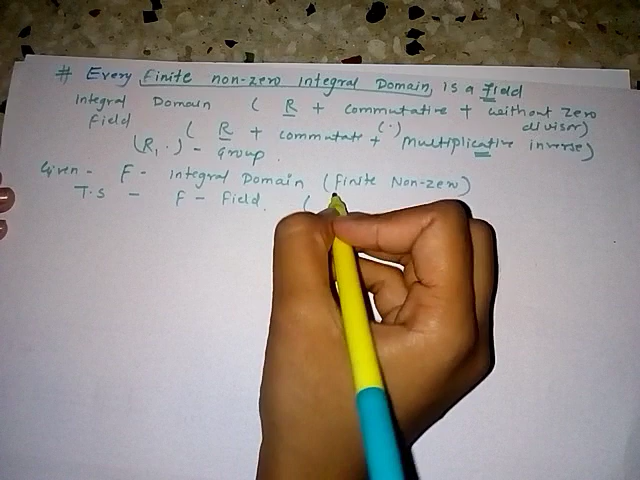 # Every finite non-zero integral Domain, is a field
Integral Domain ( R + commutative + without zero divisor)
field ( R + commutate + (.) multiplicative inverse)
(R, .) - Group.
Given - F - Integral Domain (Finite Non-zero)
T.S - F - Field. (